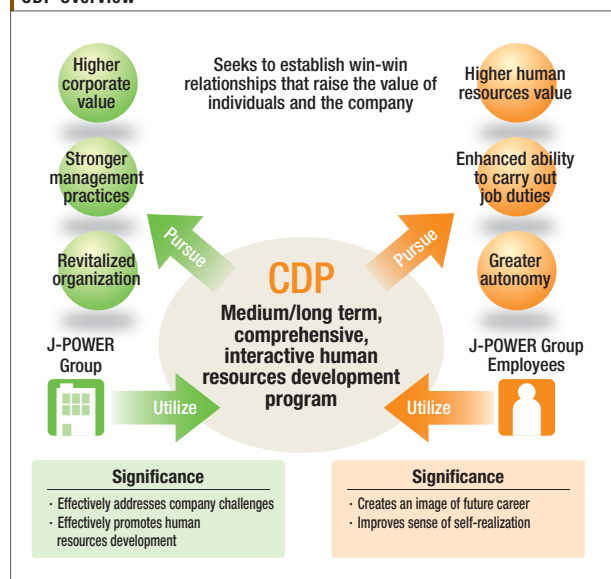 CDP Overview
Higher
corporate
value
Seeks to establish win-win
relationships that raise the value of
individuals and the company
Higher human
resources value
Stronger
management
practices
Enhanced ability
to carry out
job duties
Revitalized
organization
Greater
autonomy
Pursue
Pursue
CDP
Medium/long term,
comprehensive,
interactive human
resources development
program
J-POWER
Group
J-POWER Group
Employees
Utilize
Utilize
Significance
· Effectively addresses company challenges
· Effectively promotes human
resources development
Significance
· Creates an image of future career
· Improves sense of self-realization